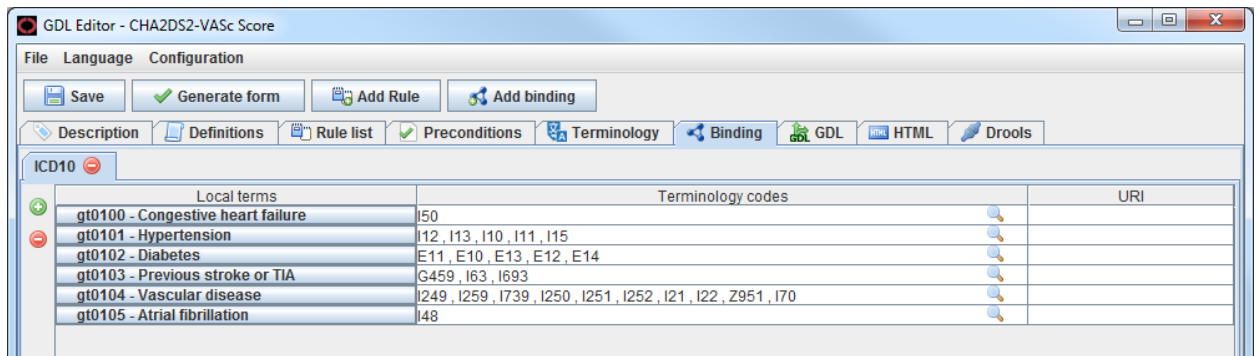 GDL Editor - CHA2DS2-VASc Score
File Language Configuration
Save Generate form Add Rule Add binding
Description Definitions Rule list Preconditions Terminology Binding GDL HTML Drools
ICD10
Local terms Terminology codes URI
gt0100 - Congestive heart failure I50
gt0101 - Hypertension I12 , I13 , I10 , I11 , I15
gt0102 - Diabetes E11 , E10 , E13 , E12 , E14
gt0103 - Previous stroke or TIA G459 , I63 , I693
gt0104 - Vascular disease I249 , I259 , I739 , I250 , I251 , I252 , I21 , I22 , Z951 , I70
gt0105 - Atrial fibrillation I48